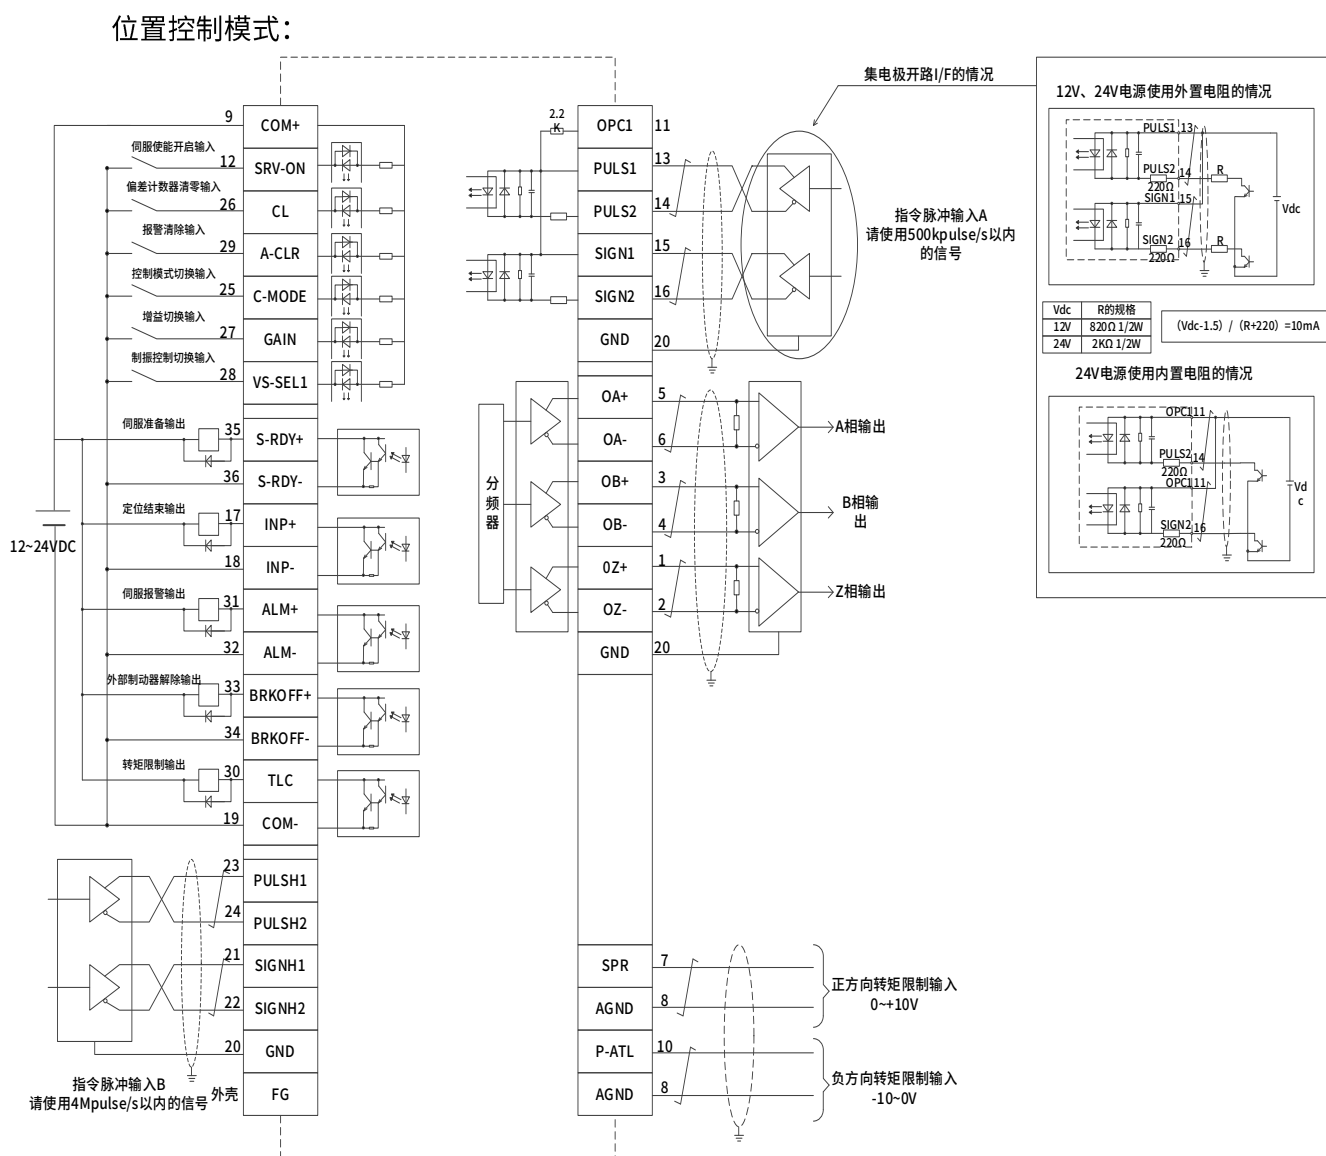 位置控制模式：
9
COM+
伺服使能开启输入
12
SRV-ON
偏差计数器清零输入
26
CL
报警清除输入
29
A-CLR
控制模式切换输入
25
C-MODE
增益切换输入
27
GAIN
制振控制切换输入
28
VS-SEL1
伺服准备输出
35
S-RDY+
36
S-RDY-
定位结束输出
17
INP+
12~24VDC
18
INP-
伺服报警输出
31
ALM+
32
ALM-
外部制动器解除输出
33
BRKOFF+
34
BRKOFF-
转矩限制输出
30
TLC
19
COM-
23
PULSH1
24
PULSH2
21
SIGNH1
22
SIGNH2
20
GND
指令脉冲输入B
请使用4Mpulse/s以内的信号
外壳
FG
2.2
K
OPC1
11
PULS1
13
PULS2
14
SIGN1
15
SIGN2
16
GND
20
集电极开路I/F的情况
指令脉冲输入A
请使用500kpulse/s以内
的信号
分
频
器
OA+
5
OA-
6
A相输出
OB+
3
OB-
4
B相输
出
0Z+
1
OZ-
2
Z相输出
GND
20
SPR
7
AGND
8
正方向转矩限制输入
0~+10V
P-ATL
10
AGND
8
负方向转矩限制输入
-10~0V
12V、24V电源使用外置电阻的情况
PULS1
13
PULS2
14
R
220Ω
SIGN1
15
Vdc
SIGN2
16
R
220Ω
Vdc R的规格
12V 820Ω 1/2W
24V 2KΩ 1/2W
（Vdc-1.5）/（R+220）=10mA
24V电源使用内置电阻的情况
OPC1
11
PULS2
14
220Ω
OPC1
11
Vd
c
SIGN2
16
220Ω